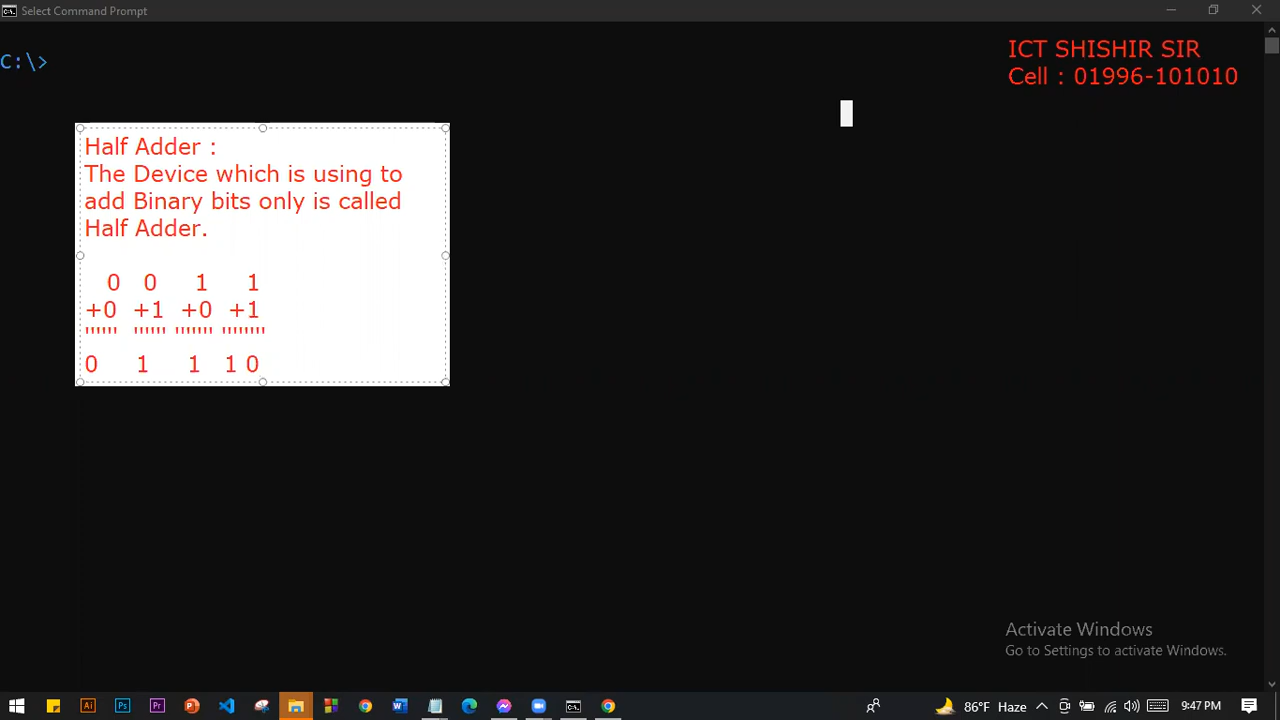 Select Command Prompt
C:\>
ICT SHISHIR SIR
Cell : 01996-101010
Half Adder :
The Device which is using to
add Binary bits only is called
Half Adder.
0 0 1 1
+0 +1 +0 +1
'''''' '''''' ''''''' ''''''''
0 1 1 1 0
Activate Windows
Go to Settings to activate Windows.
86°F Haze 9:47 PM